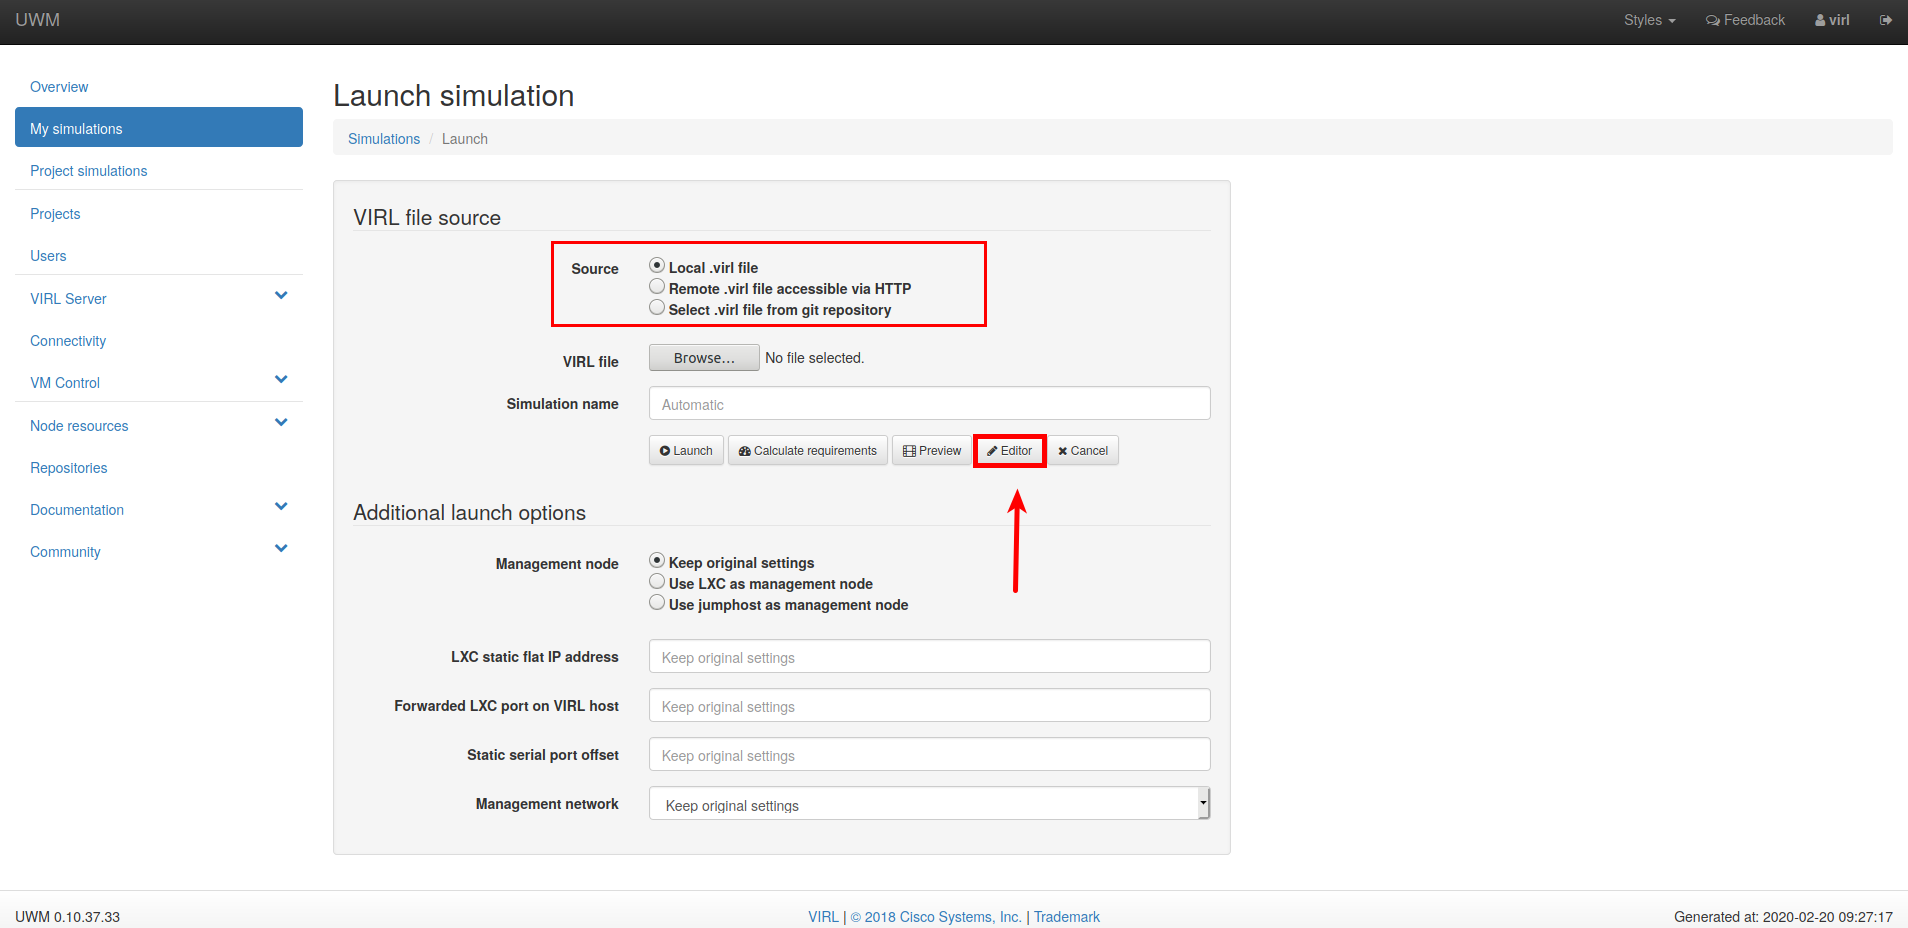 UWM
Styles
Feedback
virl
Overview
My simulations
Project simulations
Projects
Users
VIRL Server
Connectivity
VM Control
Node resources
Repositories
Documentation
Community
Launch simulation
Simulations / Launch
VIRL file source
Source
Local .virl file
Remote .virl file accessible via HTTP
Select .virl file from git repository
VIRL file
Browse... No file selected.
Simulation name
Automatic
Launch
Calculate requirements
Preview
Editor
Cancel
Additional launch options
Management node
Keep original settings
Use LXC as management node
Use jumphost as management node
LXC static flat IP address
Keep original settings
Forwarded LXC port on VIRL host
Keep original settings
Static serial port offset
Keep original settings
Management network
Keep original settings
UWM 0.10.37.33
VIRL | © 2018 Cisco Systems, Inc. | Trademark
Generated at: 2020-02-20 09:27:17